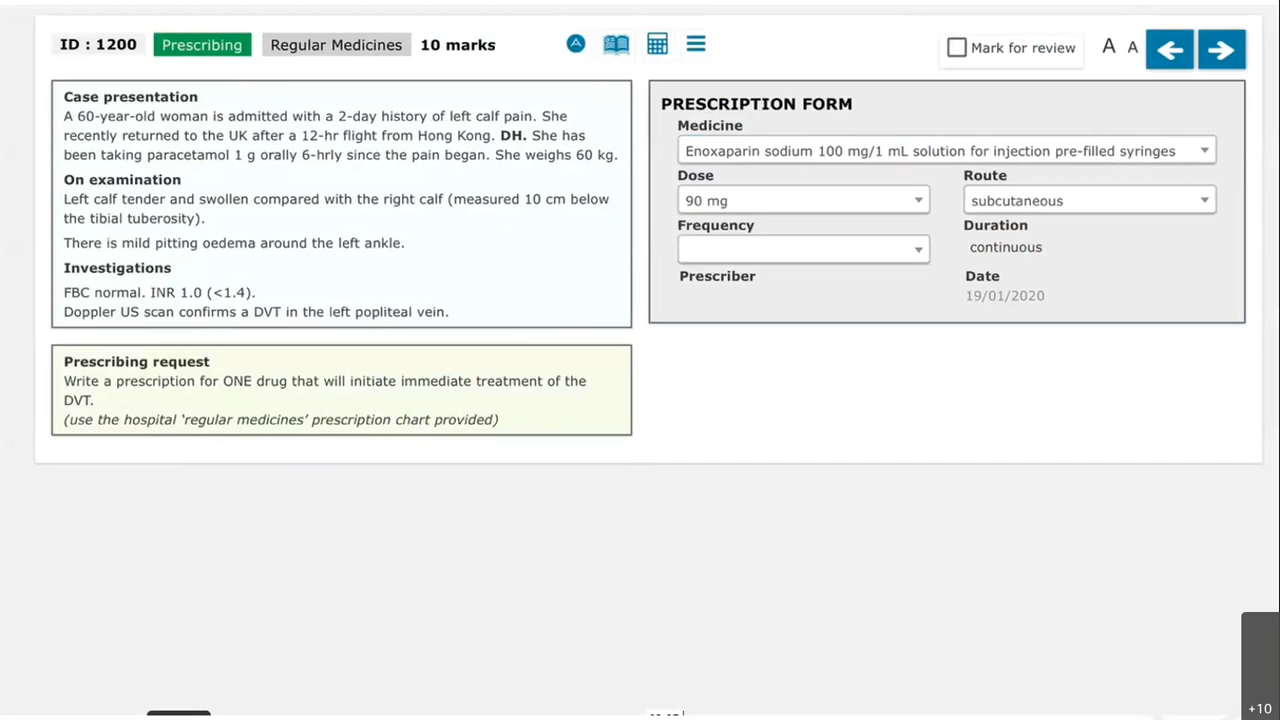 ID : 1200 Prescribing Regular Medicines 10 marks A Mark for review A A
Case presentation
A 60-year-old woman is admitted with a 2-day history of left calf pain. She
recently returned to the UK after a 12-hr flight from Hong Kong. DH. She has
been taking paracetamol 1 g orally 6-hrly since the pain began. She weighs 60 kg.
On examination
Left calf tender and swollen compared with the right calf (measured 10 cm below
the tibial tuberosity).
There is mild pitting oedema around the left ankle.
Investigations
FBC normal. INR 1.0 (<1.4).
Doppler US scan confirms a DVT in the left popliteal vein.
Prescribing request
Write a prescription for ONE drug that will initiate immediate treatment of the
DVT.
(use the hospital ‘regular medicines’ prescription chart provided)
PRESCRIPTION FORM
Medicine
Enoxaparin sodium 100 mg/1 mL solution for injection pre-filled syringes
Dose Route
90 mg subcutaneous
Frequency Duration
continuous
Prescriber Date
19/01/2020
+10